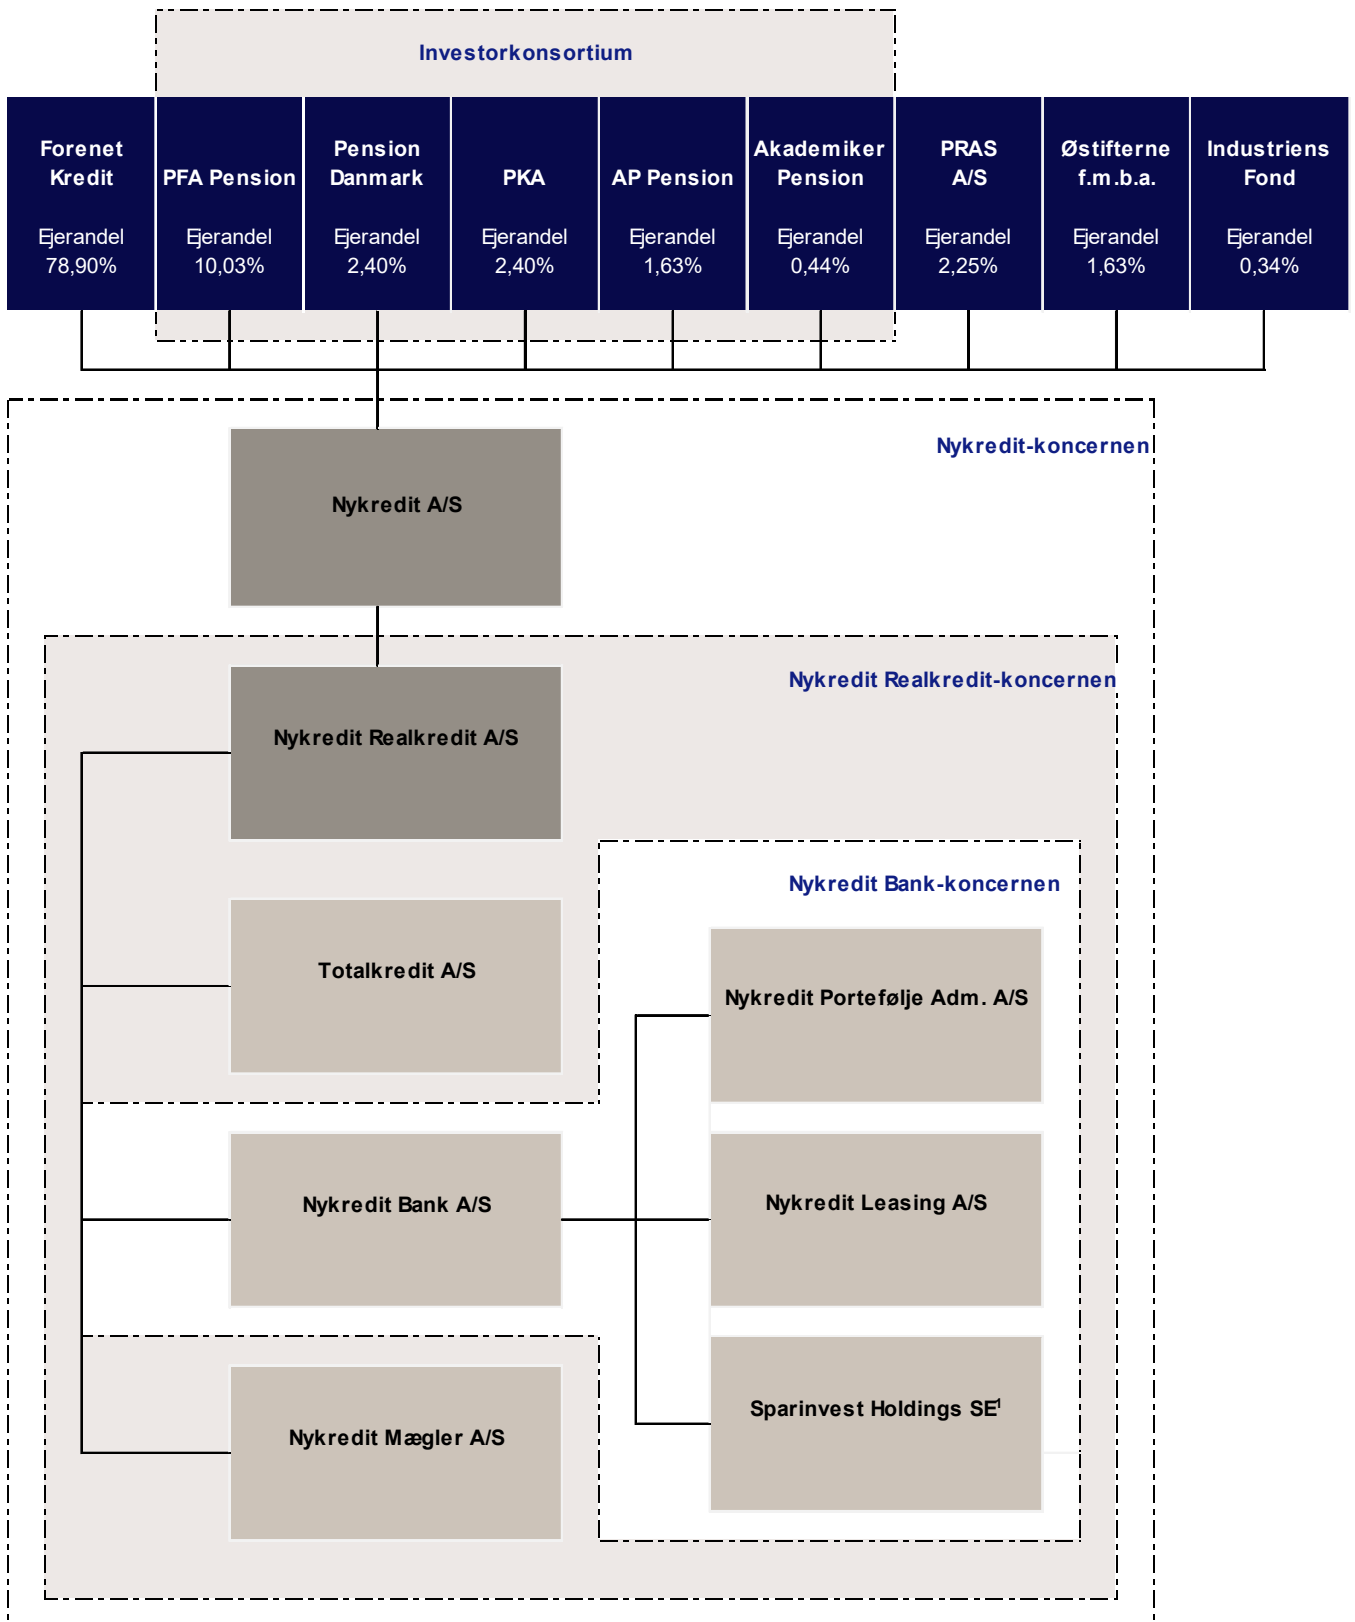 Investorkonsortium
Forenet
Kredit
Ejerandel
78,90%
PFA Pension
Ejerandel
10,03%
Pension
Danmark
Ejerandel
2,40%
PKA
Ejerandel
2,40%
AP Pension
Ejerandel
1,63%
Akademiker
Pension
Ejerandel
0,44%
PRAS
A/S
Ejerandel
2,25%
Østifterne
f.m.b.a.
Ejerandel
1,63%
Industriens
Fond
Ejerandel
0,34%
Nykredit-koncernen
Nykredit A/S
Nykredit Realkredit-koncernen
Nykredit Realkredit A/S
Nykredit Bank-koncernen
Totalkredit A/S
Nykredit Portefølje Adm. A/S
Nykredit Bank A/S
Nykredit Leasing A/S
Sparinvest Holdings SE¹
Nykredit Mægler A/S